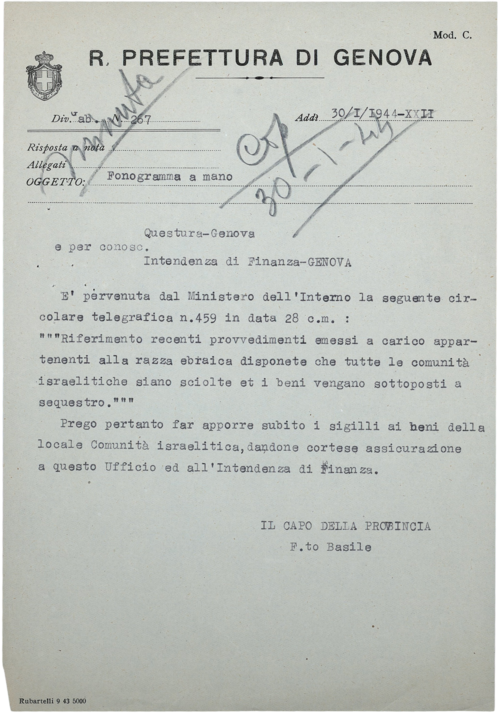 Mod. C.
R. PREFETTURA DI GENOVA
Div. Gab. N 267
Addì 30/I/1944-XXII
minuta
Cop
30-1-44
Risposta a nota
Allegati
OGGETTO: Fonogramma a mano
Questura-Genova
e per conosc.
Intendenza di Finanza-GENOVA
E' pervenuta dal Ministero dell'Interno la seguente cir-
colare telegrafica n.459 in data 28 c.m. :
"""Riferimento recenti provvedimenti emessi a carico appar-
tenenti alla razza ebraica disponete che tutte le comunità
israelitiche siano sciolte et i beni vengano sottoposti a
sequestro."""
Prego pertanto far apporre subito i sigilli ai beni della
locale Comunità israelitica,dandone cortese assicurazione
a questo Ufficio ed all'Intendenza di Finanza.
IL CAPO DELLA PROVINCIA
F.to Basile
Rubartelli 9 43 5000